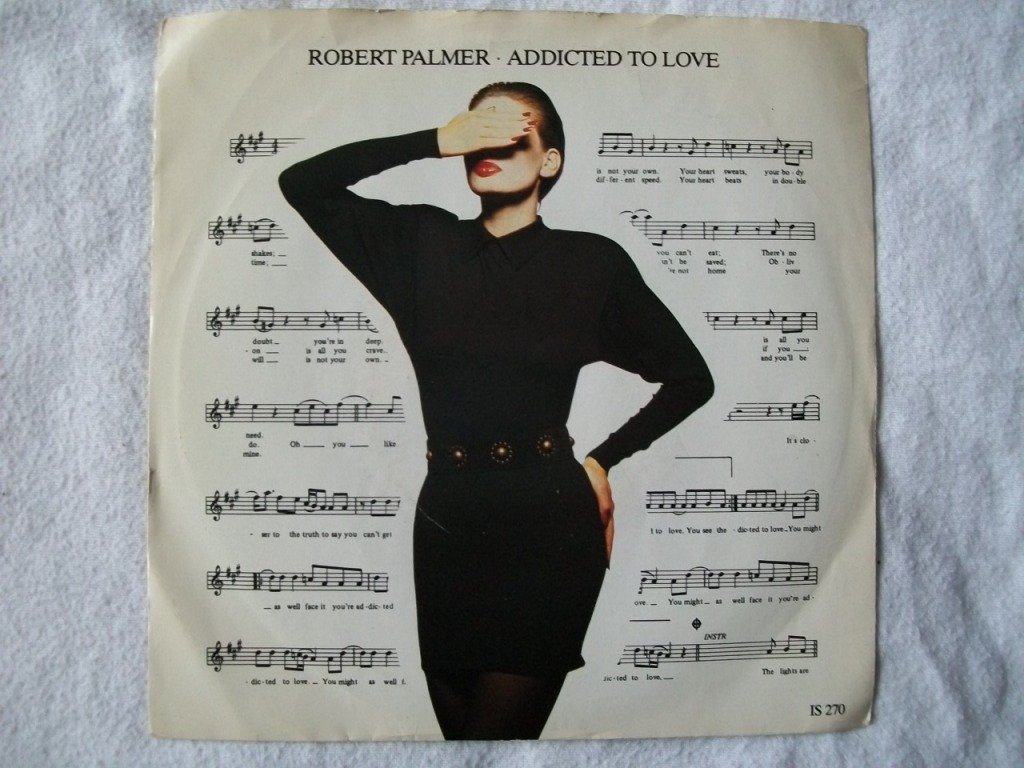 ROBERT PALMER · ADDICTED TO LOVE
is not your own. Your heart sweats, your bo-dy
dif-fer-ent speed. Your heart beats in dou-ble
shakes;
time;
you can't eat; There's no
n't be saved; Ob-liv
've not home your
doubt you're in deep.
-on is all you crave.
will is not your own.
is all you
if you
and you'll be
need.
do. Oh you like
mine.
It's clo-
-ser to the truth to say you can't get
t to love. You see the -dic-ted to love. You might
as well face it you're ad-dic-ted
ove. You might as well face it you're ad-
INSTR
-dic-ted to love. You might as well f
dic-ted to love, The lights are
IS 270